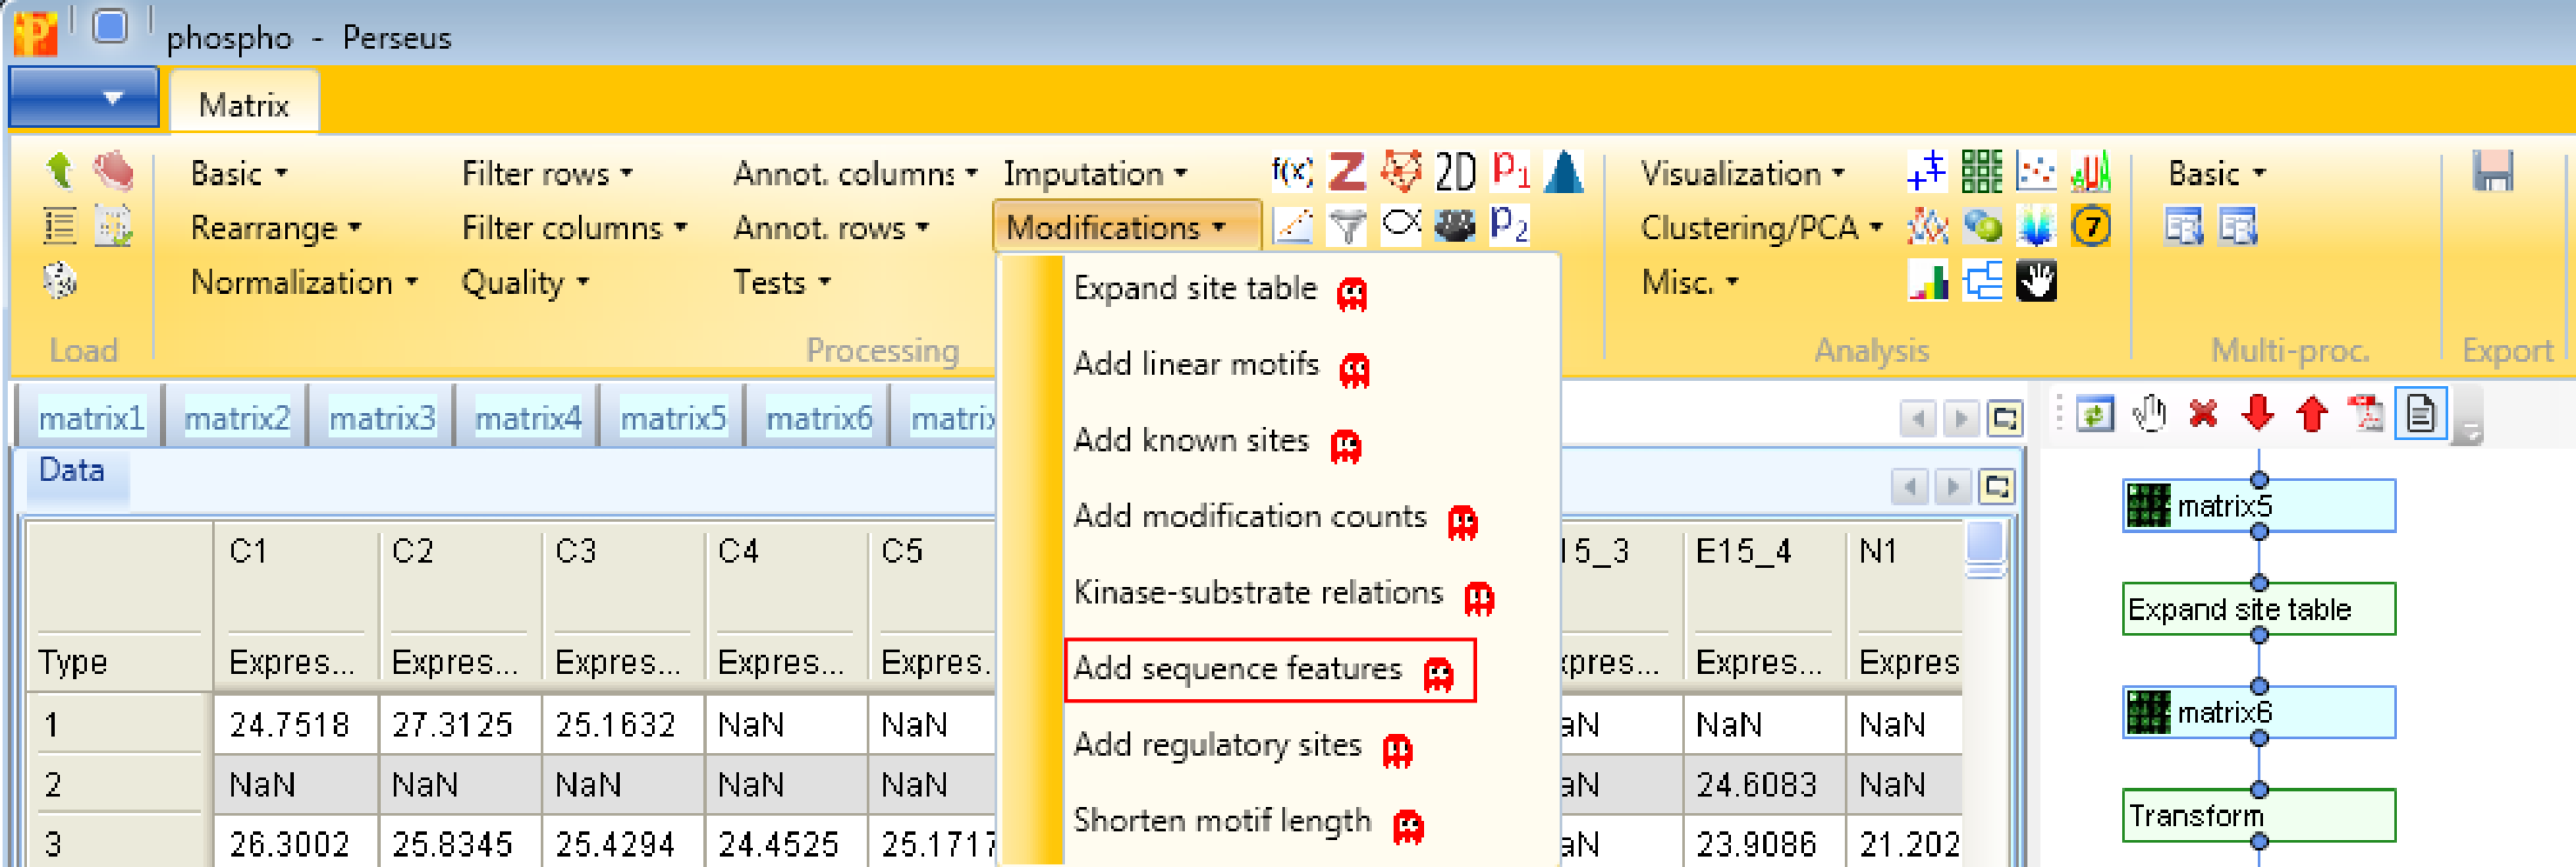 phospho - Perseus
Matrix
Basic Filter rows Annot. columns Imputation f(x) Z 2D p1 Visualization Basic
Rearrange Filter columns Annot. rows Modifications p2 Clustering/PCA 7
Normalization Quality Tests Misc.
Load Processing Analysis Multi-proc. Export
Expand site table
Add linear motifs
Add known sites
Add modification counts
Kinase-substrate relations
Add sequence features
Add regulatory sites
Shorten motif length
matrix1 matrix2 matrix3 matrix4 matrix5 matrix6 matrix
Data
C1 C2 C3 C4 C5 15_3 E15_4 N1
Type Expres... Expres... Expres... Expres... Expres. xpres... Expres... Expres
1 24.7518 27.3125 25.1632 NaN NaN aN NaN NaN
2 NaN NaN NaN NaN NaN aN 24.6083 NaN
3 26.3002 25.8345 25.4294 24.4525 25.1717 aN 23.9086 21.202
matrix5
Expand site table
matrix6
Transform